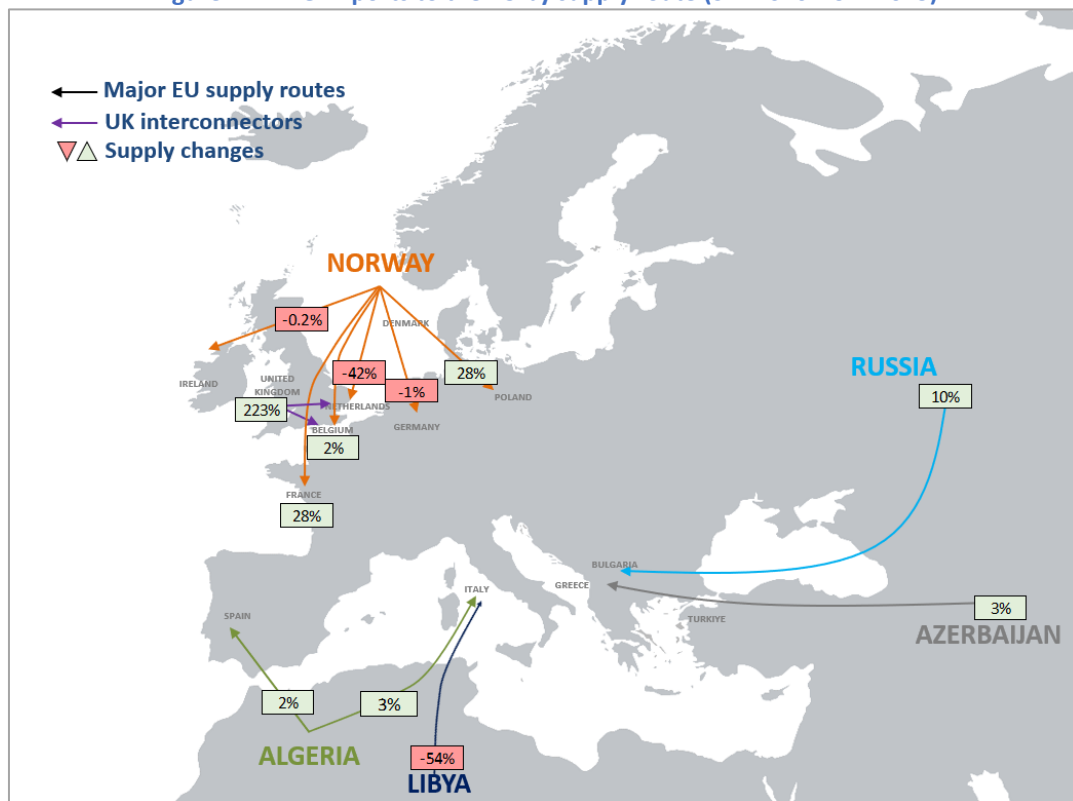 Major EU supply routes
UK interconnectors
Supply changes
NORWAY
-0.2%
DENMARK
RUSSIA
IRELAND
UNITED
KINGDOM
-42%
28%
-1%
POLAND
10%
223%
NETHERLANDS
BELGIUM
GERMANY
2%
FRANCE
28%
BULGARIA
ITALY
GREECE
SPAIN
TURKIYE
3%
AZERBAIJAN
2%
3%
ALGERIA
-54%
LIBYA